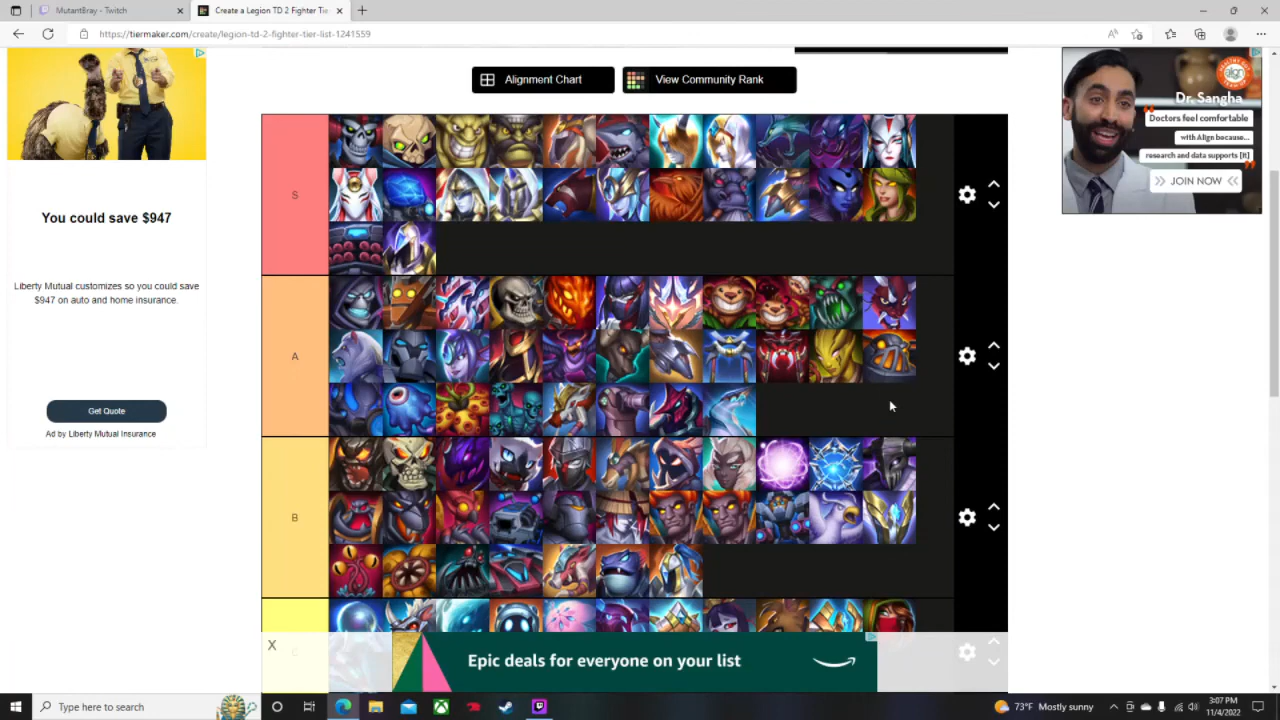 MutantBray - Twitch
Create a Legion TD 2 Fighter Tie
https://tiermaker.com/create/legion-td-2-fighter-tier-list-1241559
Alignment Chart
View Community Rank
You could save $947
Liberty Mutual customizes so you could save
$947 on auto and home insurance.
Get Quote
Ad by Liberty Mutual Insurance
align
Dr. Sangha
Doctors feel comfortable
with Align because...
research and data supports [it]
JOIN NOW
S
A
B
C
X
Epic deals for everyone on your list
Type here to search
73°F Mostly sunny
3:07 PM
11/4/2022